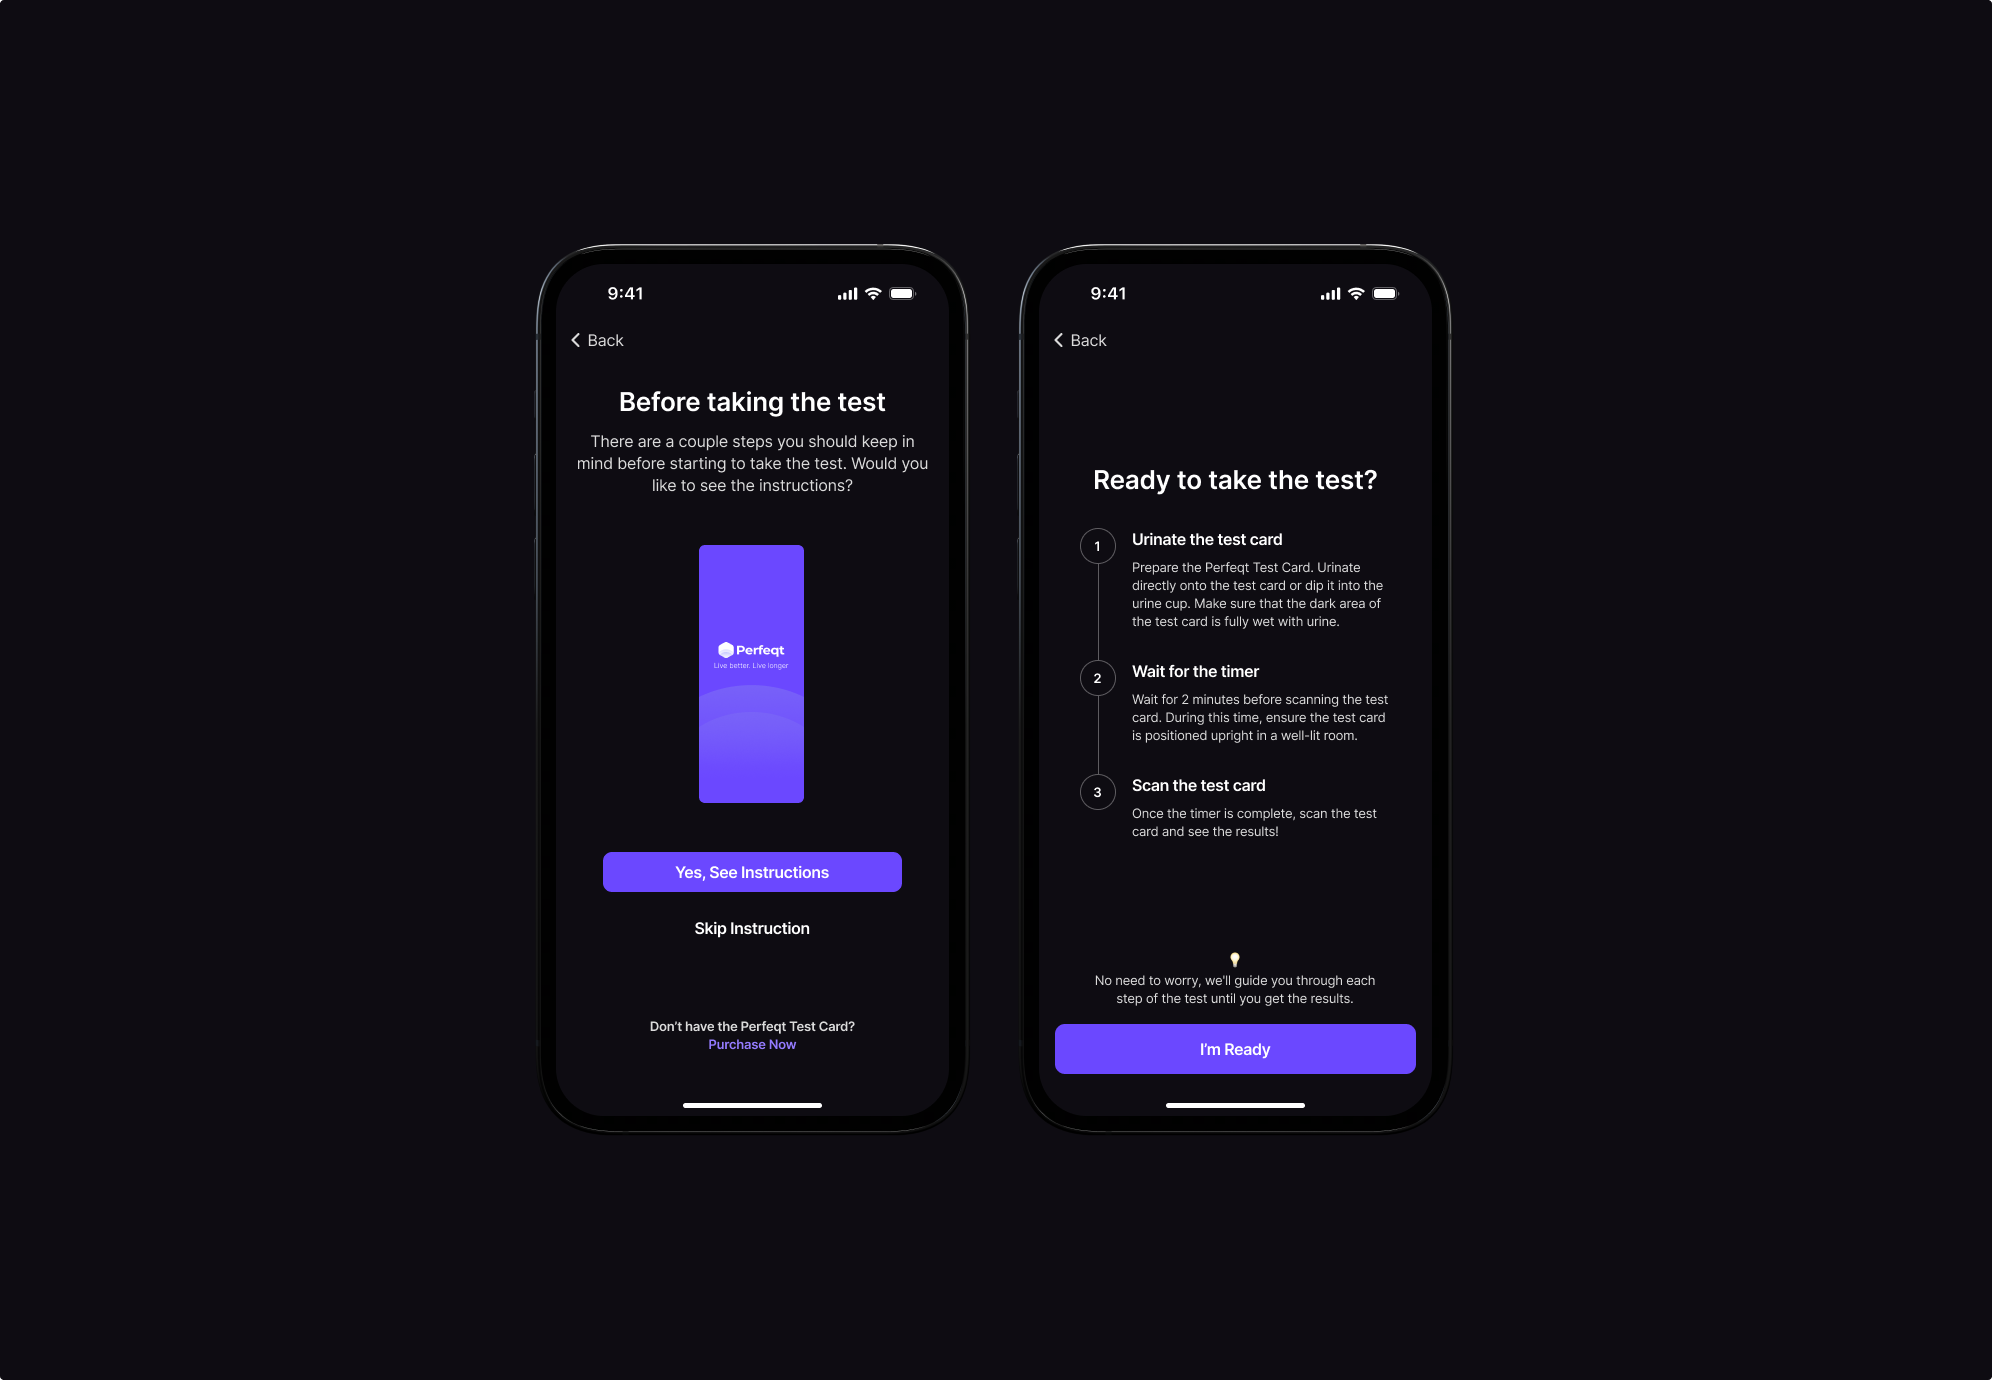 9:41
Back
Before taking the test
There are a couple steps you should keep in
mind before starting to take the test. Would you
like to see the instructions?
Perfeqt
Live better. Live longer
Yes, See Instructions
Skip Instruction
Don't have the Perfeqt Test Card?
Purchase Now
9:41
Back
Ready to take the test?
1
Urinate the test card
Prepare the Perfeqt Test Card. Urinate
directly onto the test card or dip it into the
urine cup. Make sure that the dark area of
the test card is fully wet with urine.
2
Wait for the timer
Wait for 2 minutes before scanning the test
card. During this time, ensure the test card
is positioned upright in a well-lit room.
3
Scan the test card
Once the timer is complete, scan the test
card and see the results!
No need to worry, we'll guide you through each
step of the test until you get the results.
I'm Ready